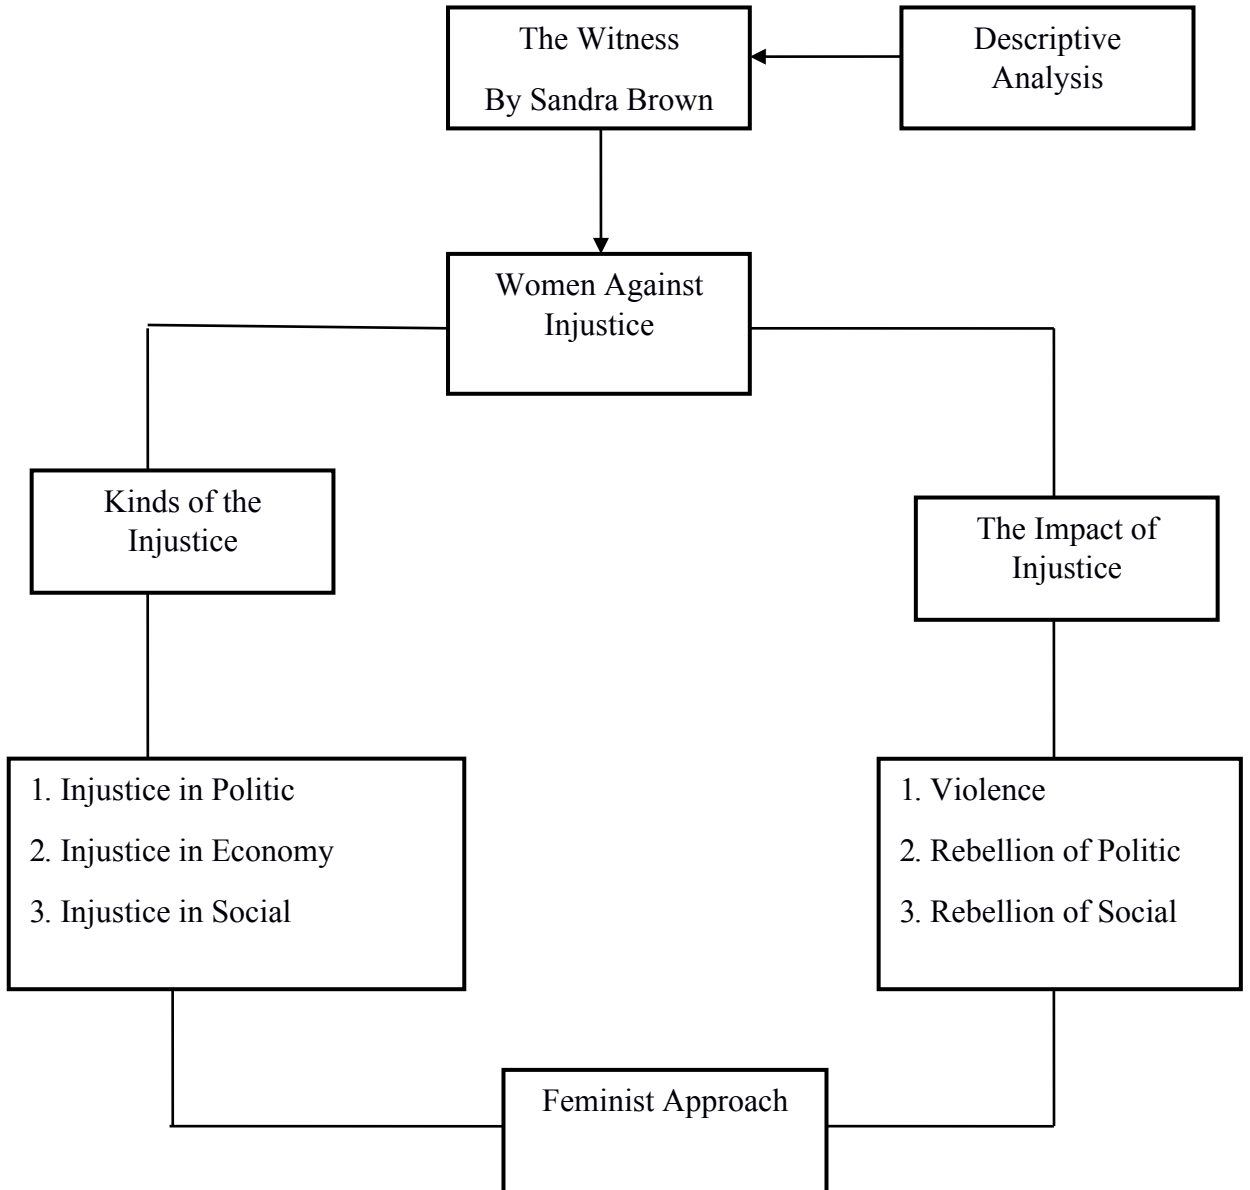 The Witness
By Sandra Brown
Descriptive
Analysis
Women Against
Injustice
Kinds of the
Injustice
The Impact of
Injustice
1. Injustice in Politic
2. Injustice in Economy
3. Injustice in Social
1. Violence
2. Rebellion of Politic
3. Rebellion of Social
Feminist Approach